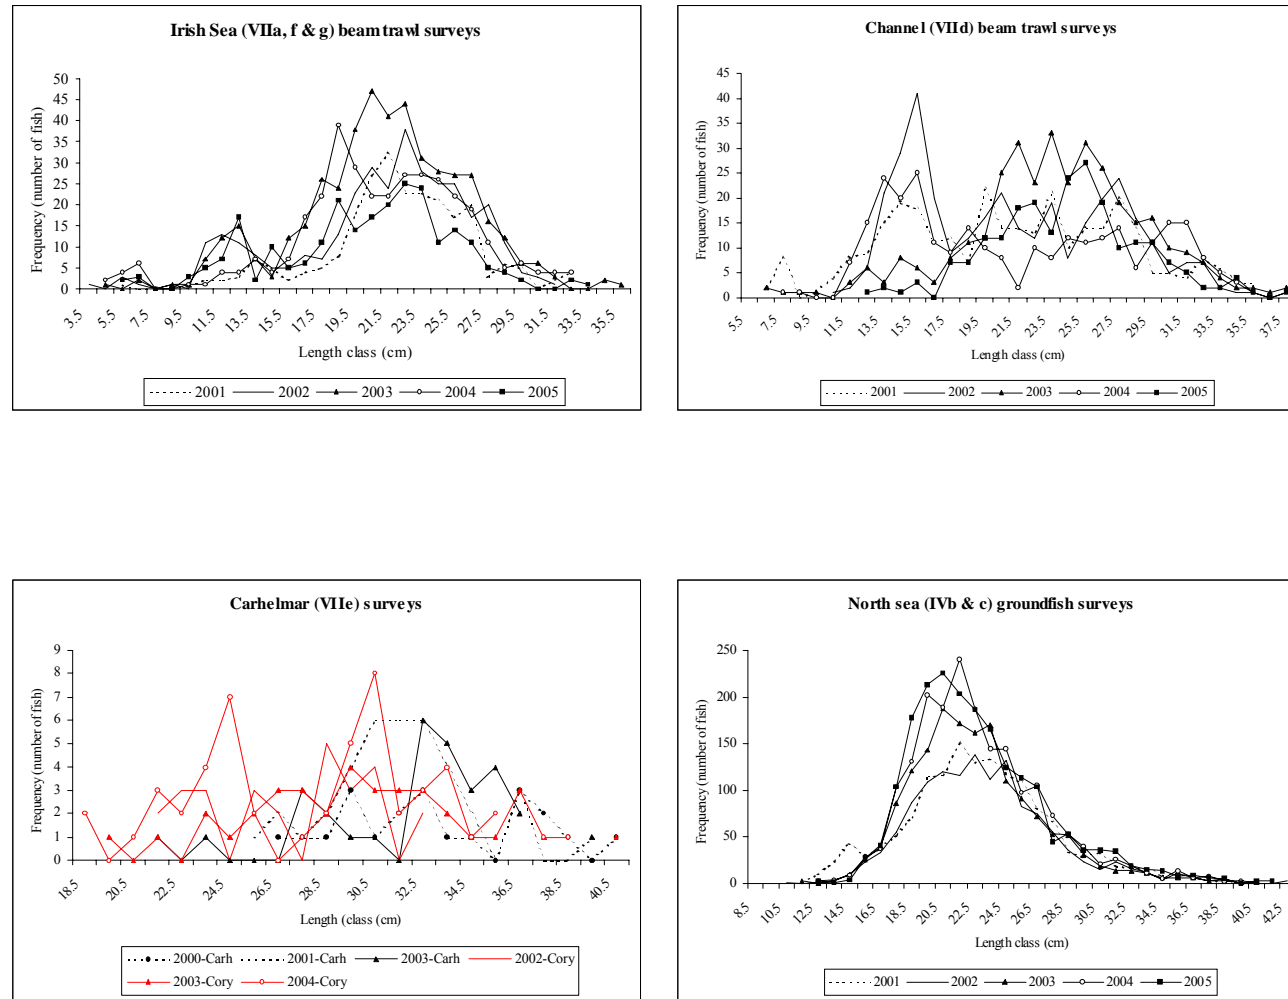 Irish Sea (VIIa, f & g) beam trawl surveys
Frequency (number of fish)
50
45
40
35
30
25
20
15
10
5
0
3.5 5.5 7.5 9.5 11.5 13.5 15.5 17.5 19.5 21.5 23.5 25.5 27.5 29.5 31.5 33.5 35.5
Length class (cm)
2001 2002 2003 2004 2005
Channel (VIId) beam trawl surveys
Frequency (number of fish)
45
40
35
30
25
20
15
10
5
0
5.5 7.5 9.5 11.5 13.5 15.5 17.5 19.5 21.5 23.5 25.5 27.5 29.5 31.5 33.5 35.5 37.5
Length class (cm)
2001 2002 2003 2004 2005
Carhelmar (VIIe) surveys
Frequency (number of fish)
9
8
7
6
5
4
3
2
1
0
18.5 20.5 22.5 24.5 26.5 28.5 30.5 32.5 34.5 36.5 38.5 40.5
Length (class (cm)
2000-Carh 2001-Carh 2003-Carh 2002-Cory
2003-Cory 2004-Cory
North sea (IVb & c) groundfish surveys
Frequency (number of fish)
250
200
150
100
50
0
8.5 10.5 12.5 14.5 16.5 18.5 20.5 22.5 24.5 26.5 28.5 30.5 32.5 34.5 36.5 38.5 40.5 42.5
Length class (cm)
2001 2002 2003 2004 2005